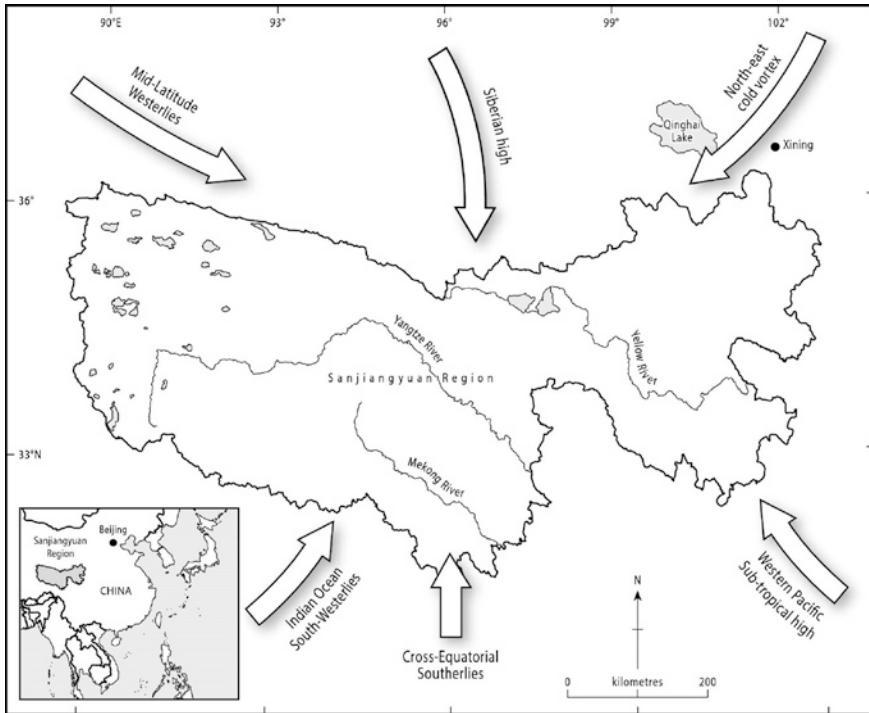 90°E
93°
96°
99°
102°
Mid-Latitude
Westerlies
Siberian high
North-east
cold vortex
Qinghai
Lake
Xining
36°
Yangtze River
Yellow River
Sanjiangyuan Region
33°N
Mekong River
Beijing
Sanjiangyuan
Region
CHINA
Indian Ocean
South-Westerlies
Cross-Equatorial
Southerlies
N
0 kilometres 200
Western Pacific
Sub-tropical high